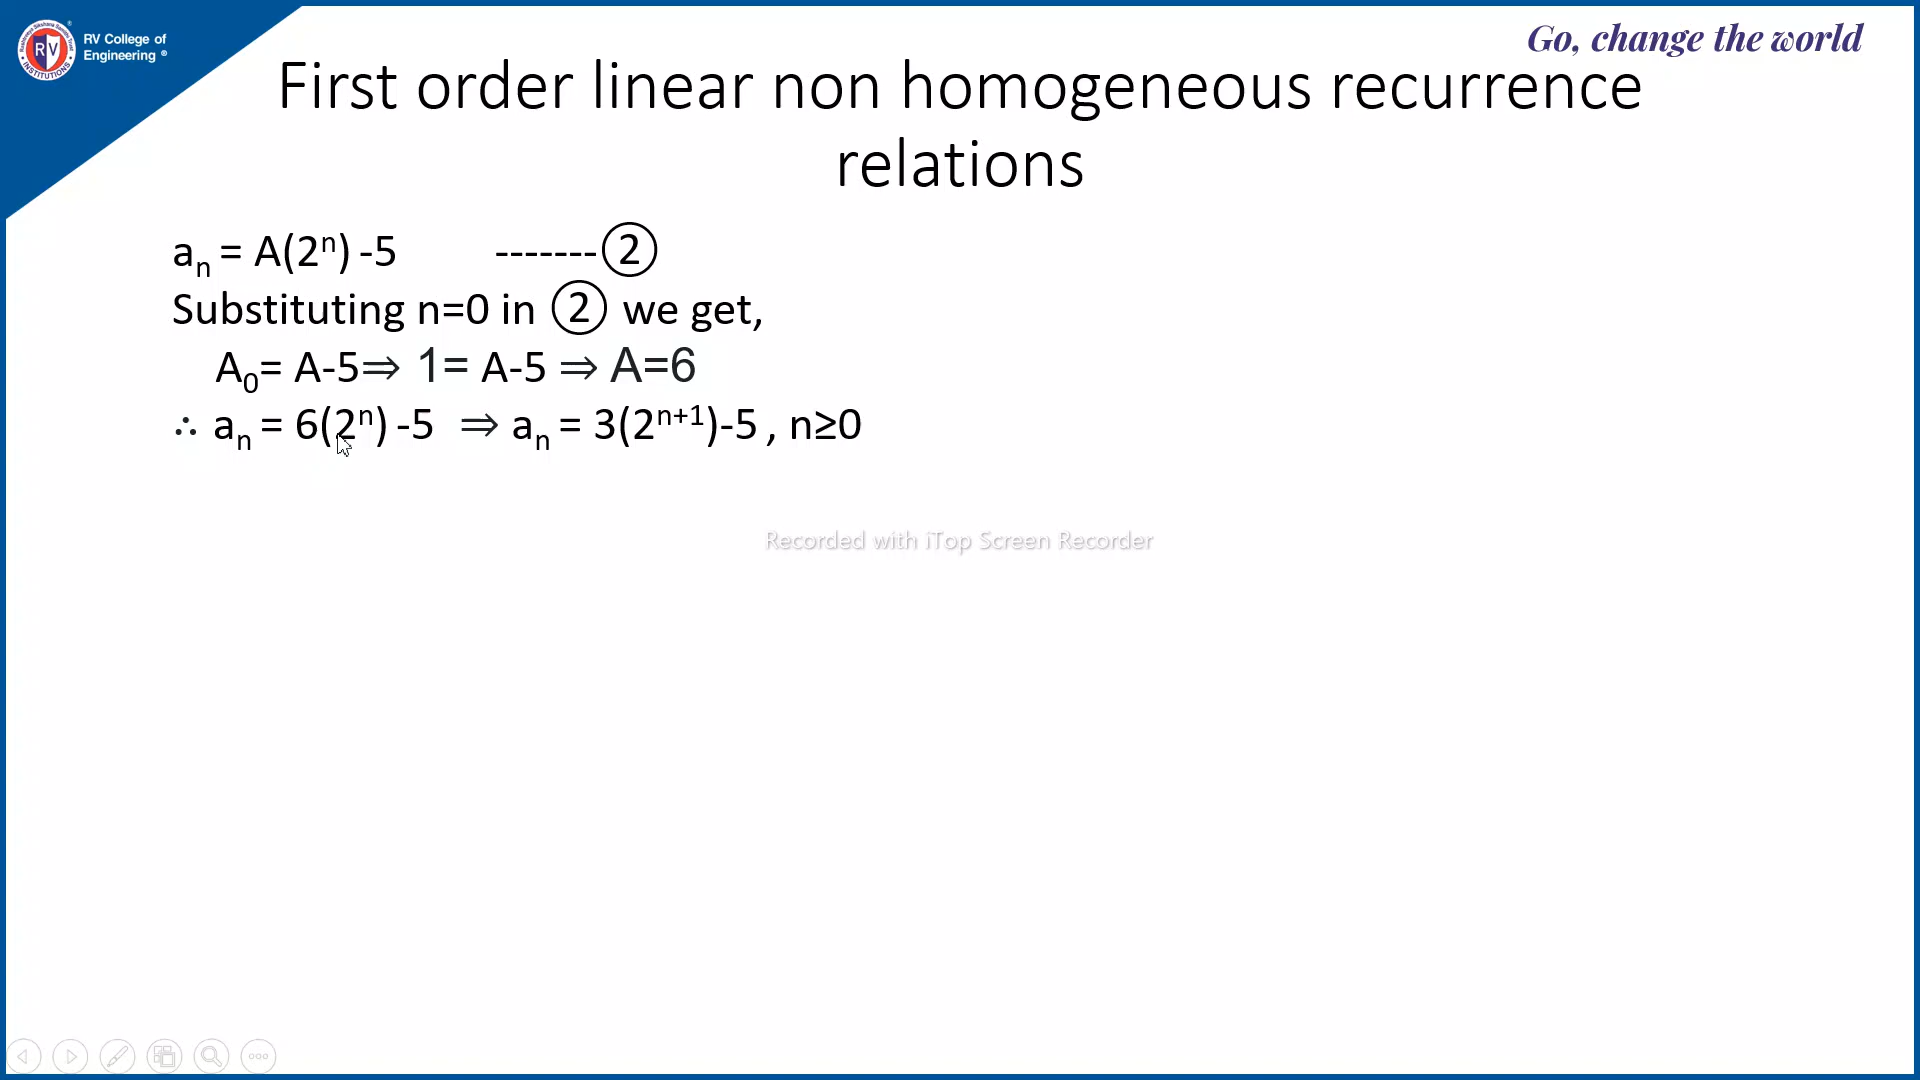 RV College of
Engineering ®
Go, change the world
First order linear non homogeneous recurrence
relations
aₙ = A(2ⁿ) -5 -------②
Substituting n=0 in ② we get,
A₀= A-5⇒ 1= A-5 ⇒ A=6
∴ aₙ = 6(2ⁿ) -5 ⇒ aₙ = 3(2ⁿ⁺¹)-5 , n≥0
Recorded with iTop Screen Recorder